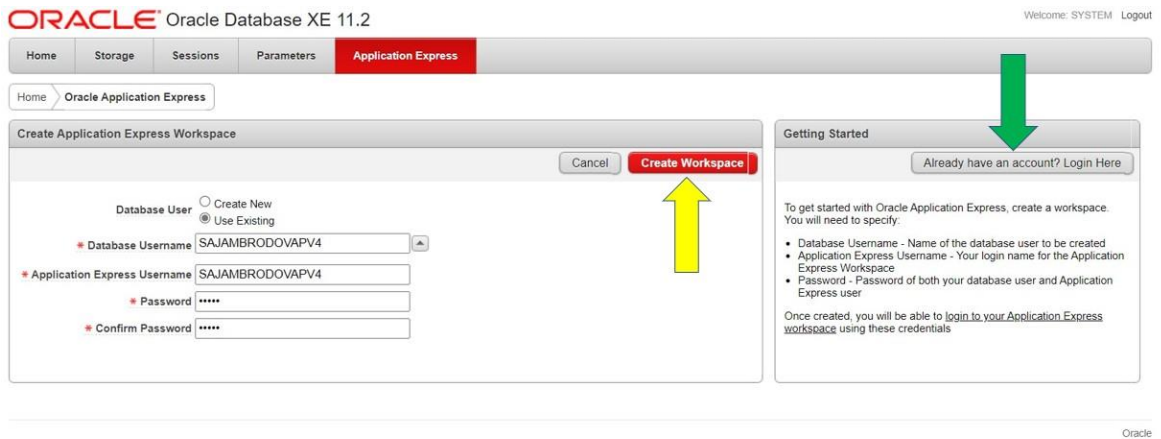 ORACLE Oracle Database XE 11.2
Welcome: SYSTEM Logout
Home Storage Sessions Parameters Application Express
Home Oracle Application Express
Create Application Express Workspace
Cancel Create Workspace
Database User
Create New
Use Existing
* Database Username SAJAMBRODOVAPV4
* Application Express Username SAJAMBRODOVAPV4
* Password •••••
* Confirm Password •••••
Getting Started
Already have an account? Login Here
To get started with Oracle Application Express, create a workspace.
You will need to specify:
• Database Username - Name of the database user to be created
• Application Express Username - Your login name for the Application
Express Workspace
• Password - Password of both your database user and Application
Express user
Once created, you will be able to login to your Application Express
workspace using these credentials
Oracle